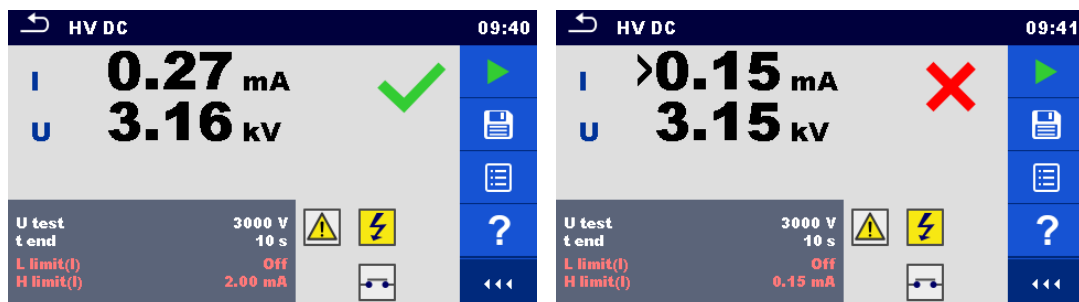 HV DC 09:40
I 0.27 mA
U 3.16 kV
U test 3000 V
t end 10 s
L limit(I) Off
H limit(I) 2.00 mA
?
HV DC 09:41
I >0.15 mA
U 3.15 kV
U test 3000 V
t end 10 s
L limit(I) Off
H limit(I) 0.15 mA
?